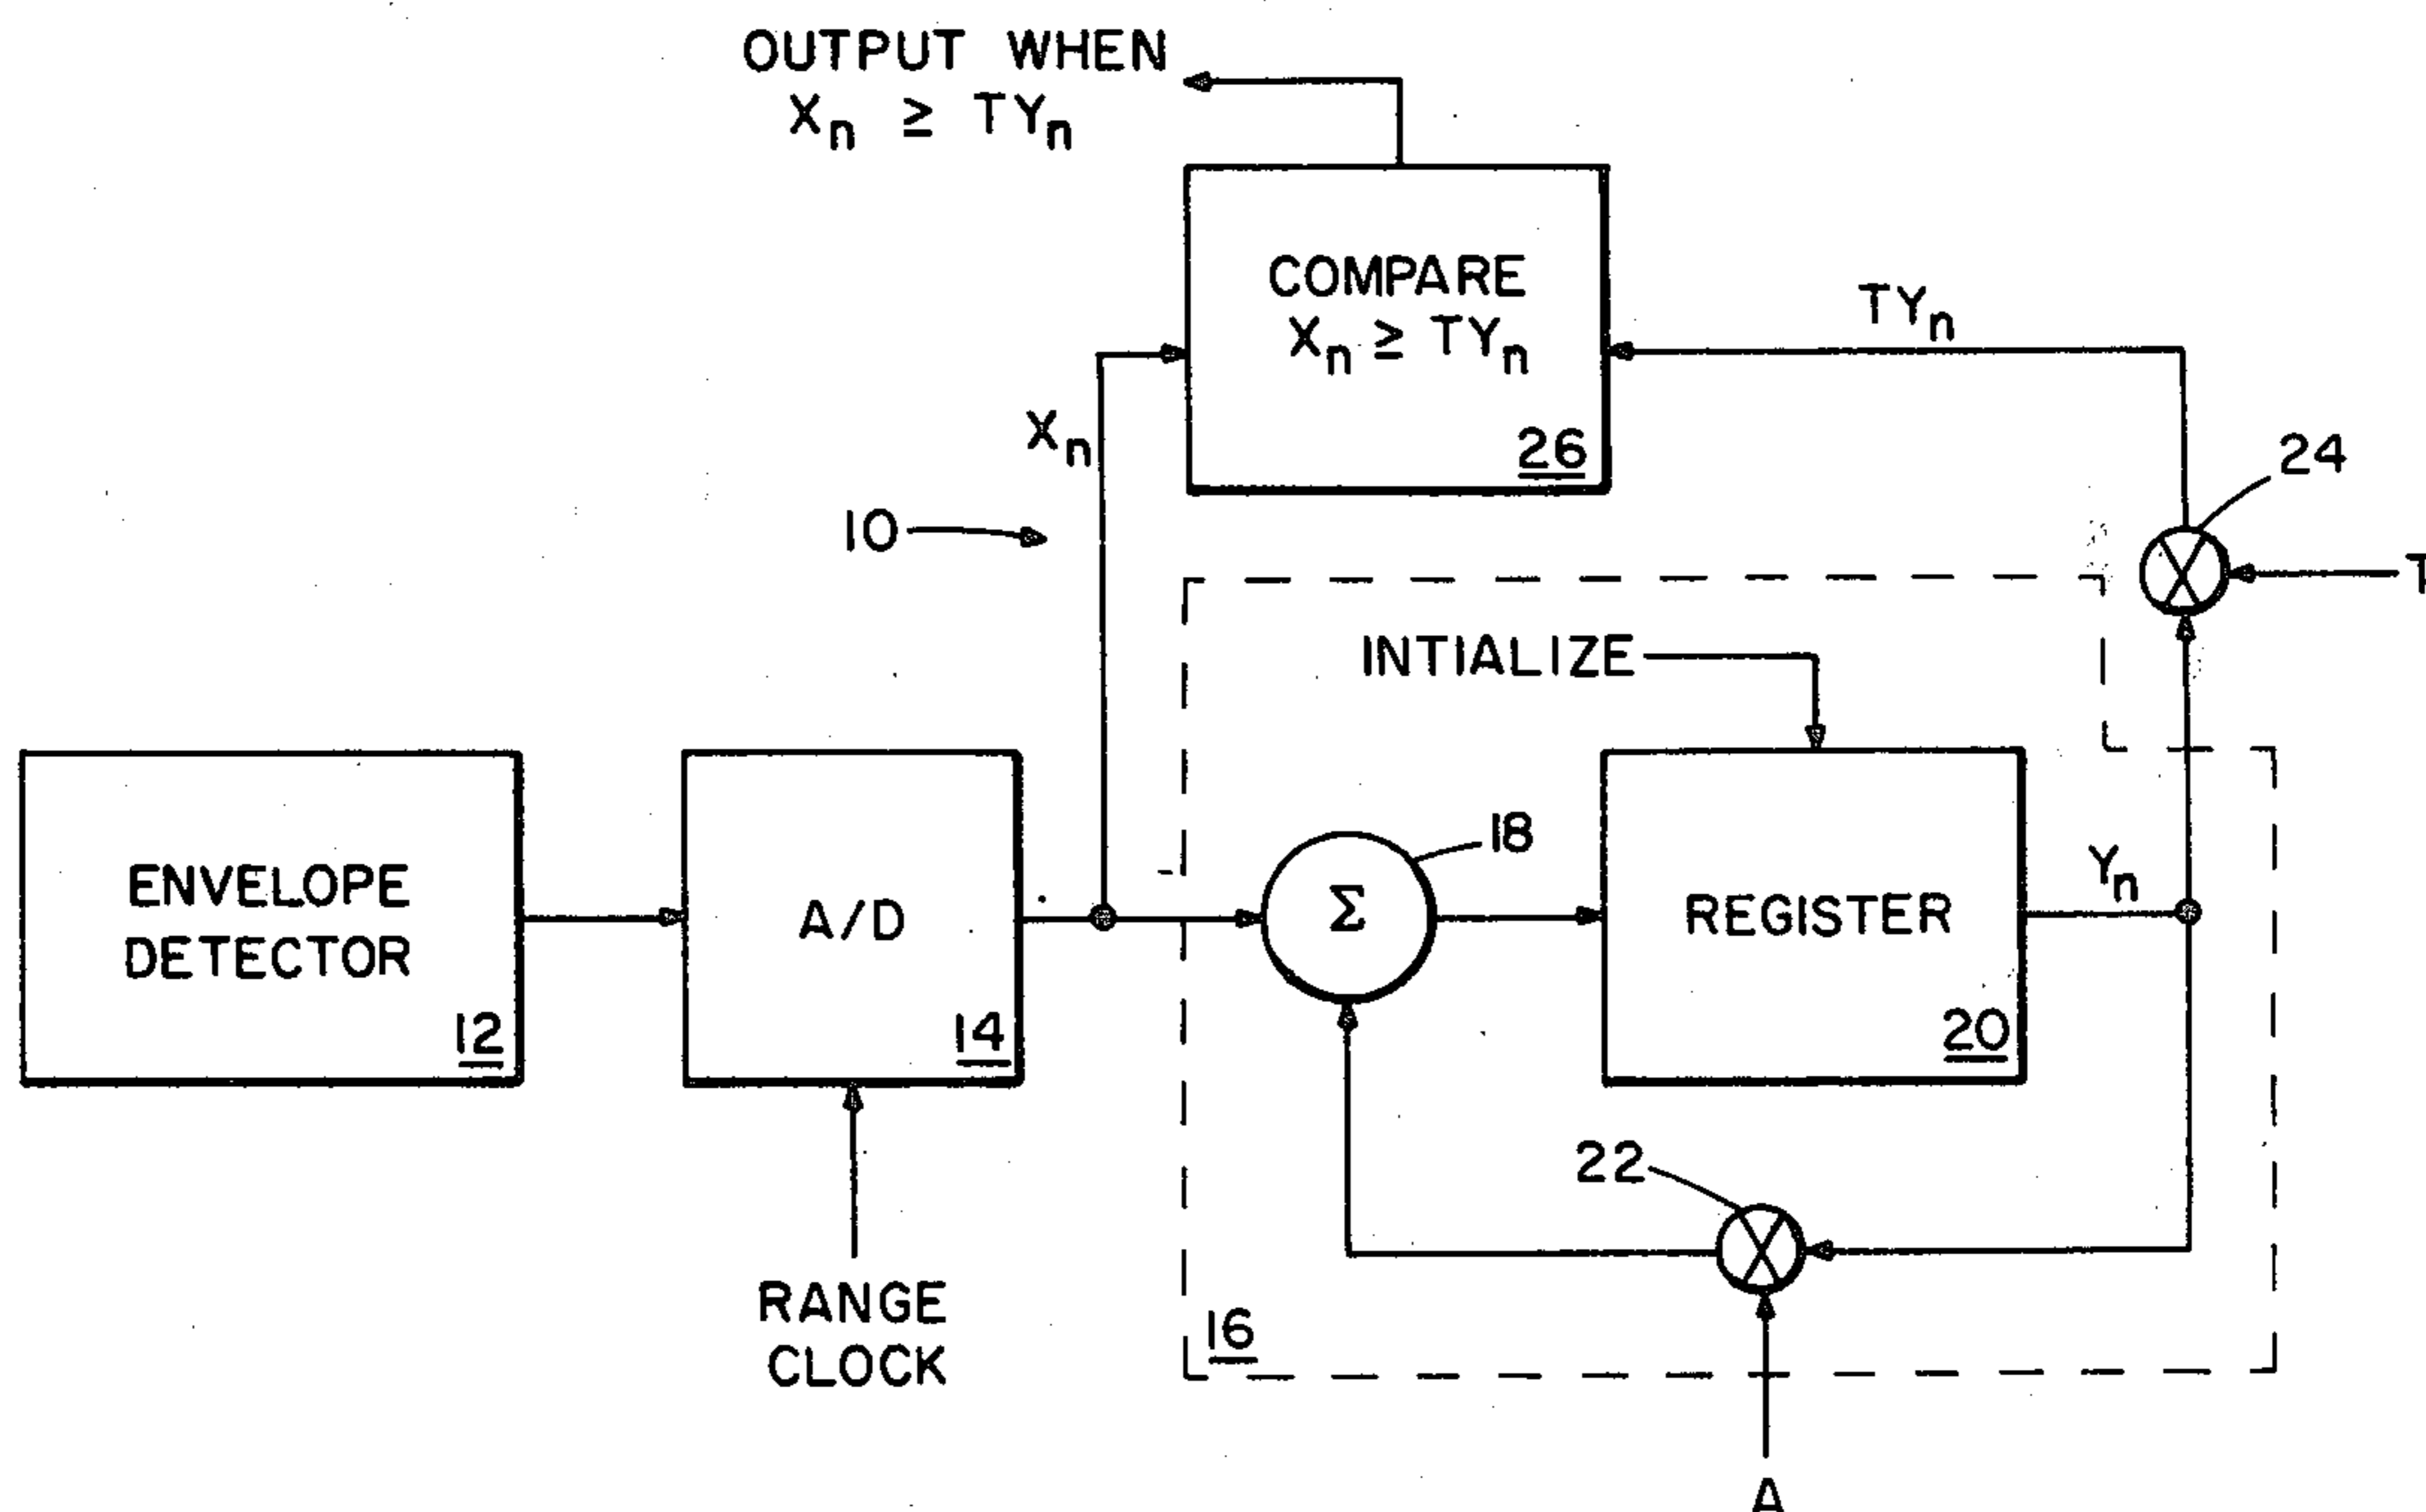 OUTPUT WHEN
Xn ≥ TYn
COMPARE
Xn ≥ TYn
26
TYn
Xn
24
10
T
INTIALIZE
18
ENVELOPE
DETECTOR
12
A/D
14
Σ
REGISTER
20
Yn
22
RANGE
CLOCK
16
A